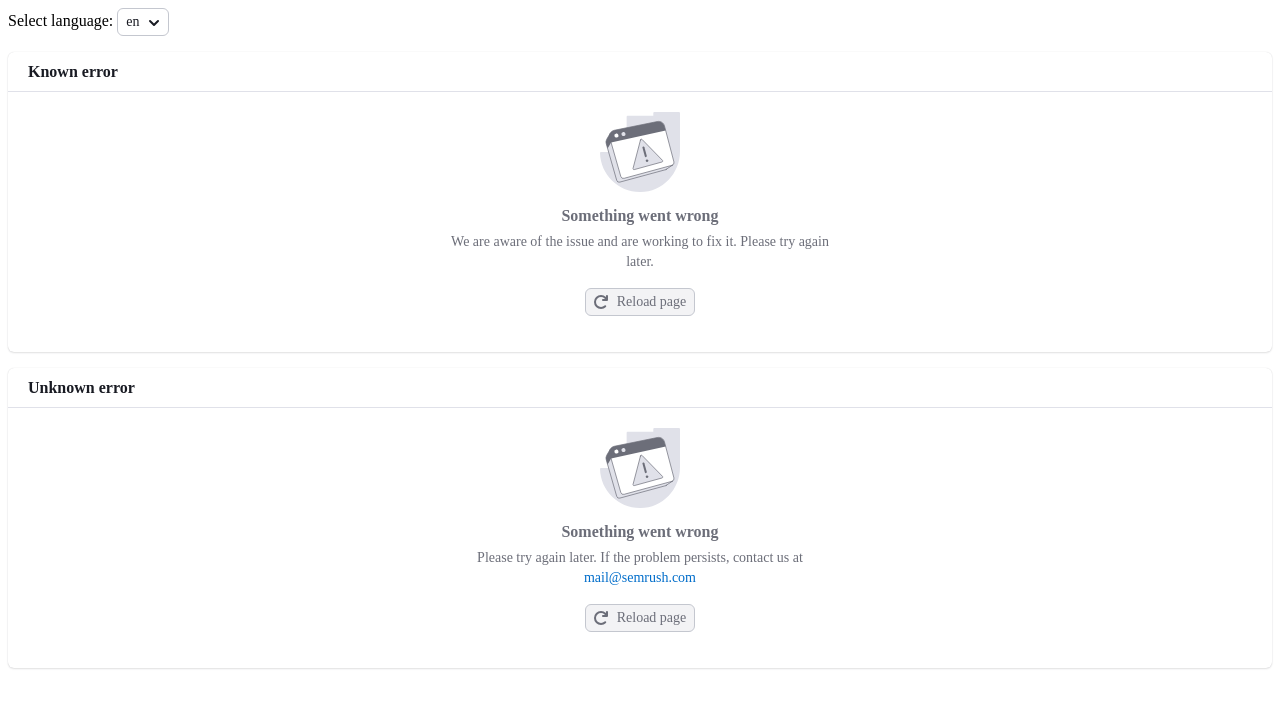 Select language: en
Known error
Something went wrong
We are aware of the issue and are working to fix it. Please try again
later.
Reload page
Unknown error
Something went wrong
Please try again later. If the problem persists, contact us at
mail@semrush.com
Reload page